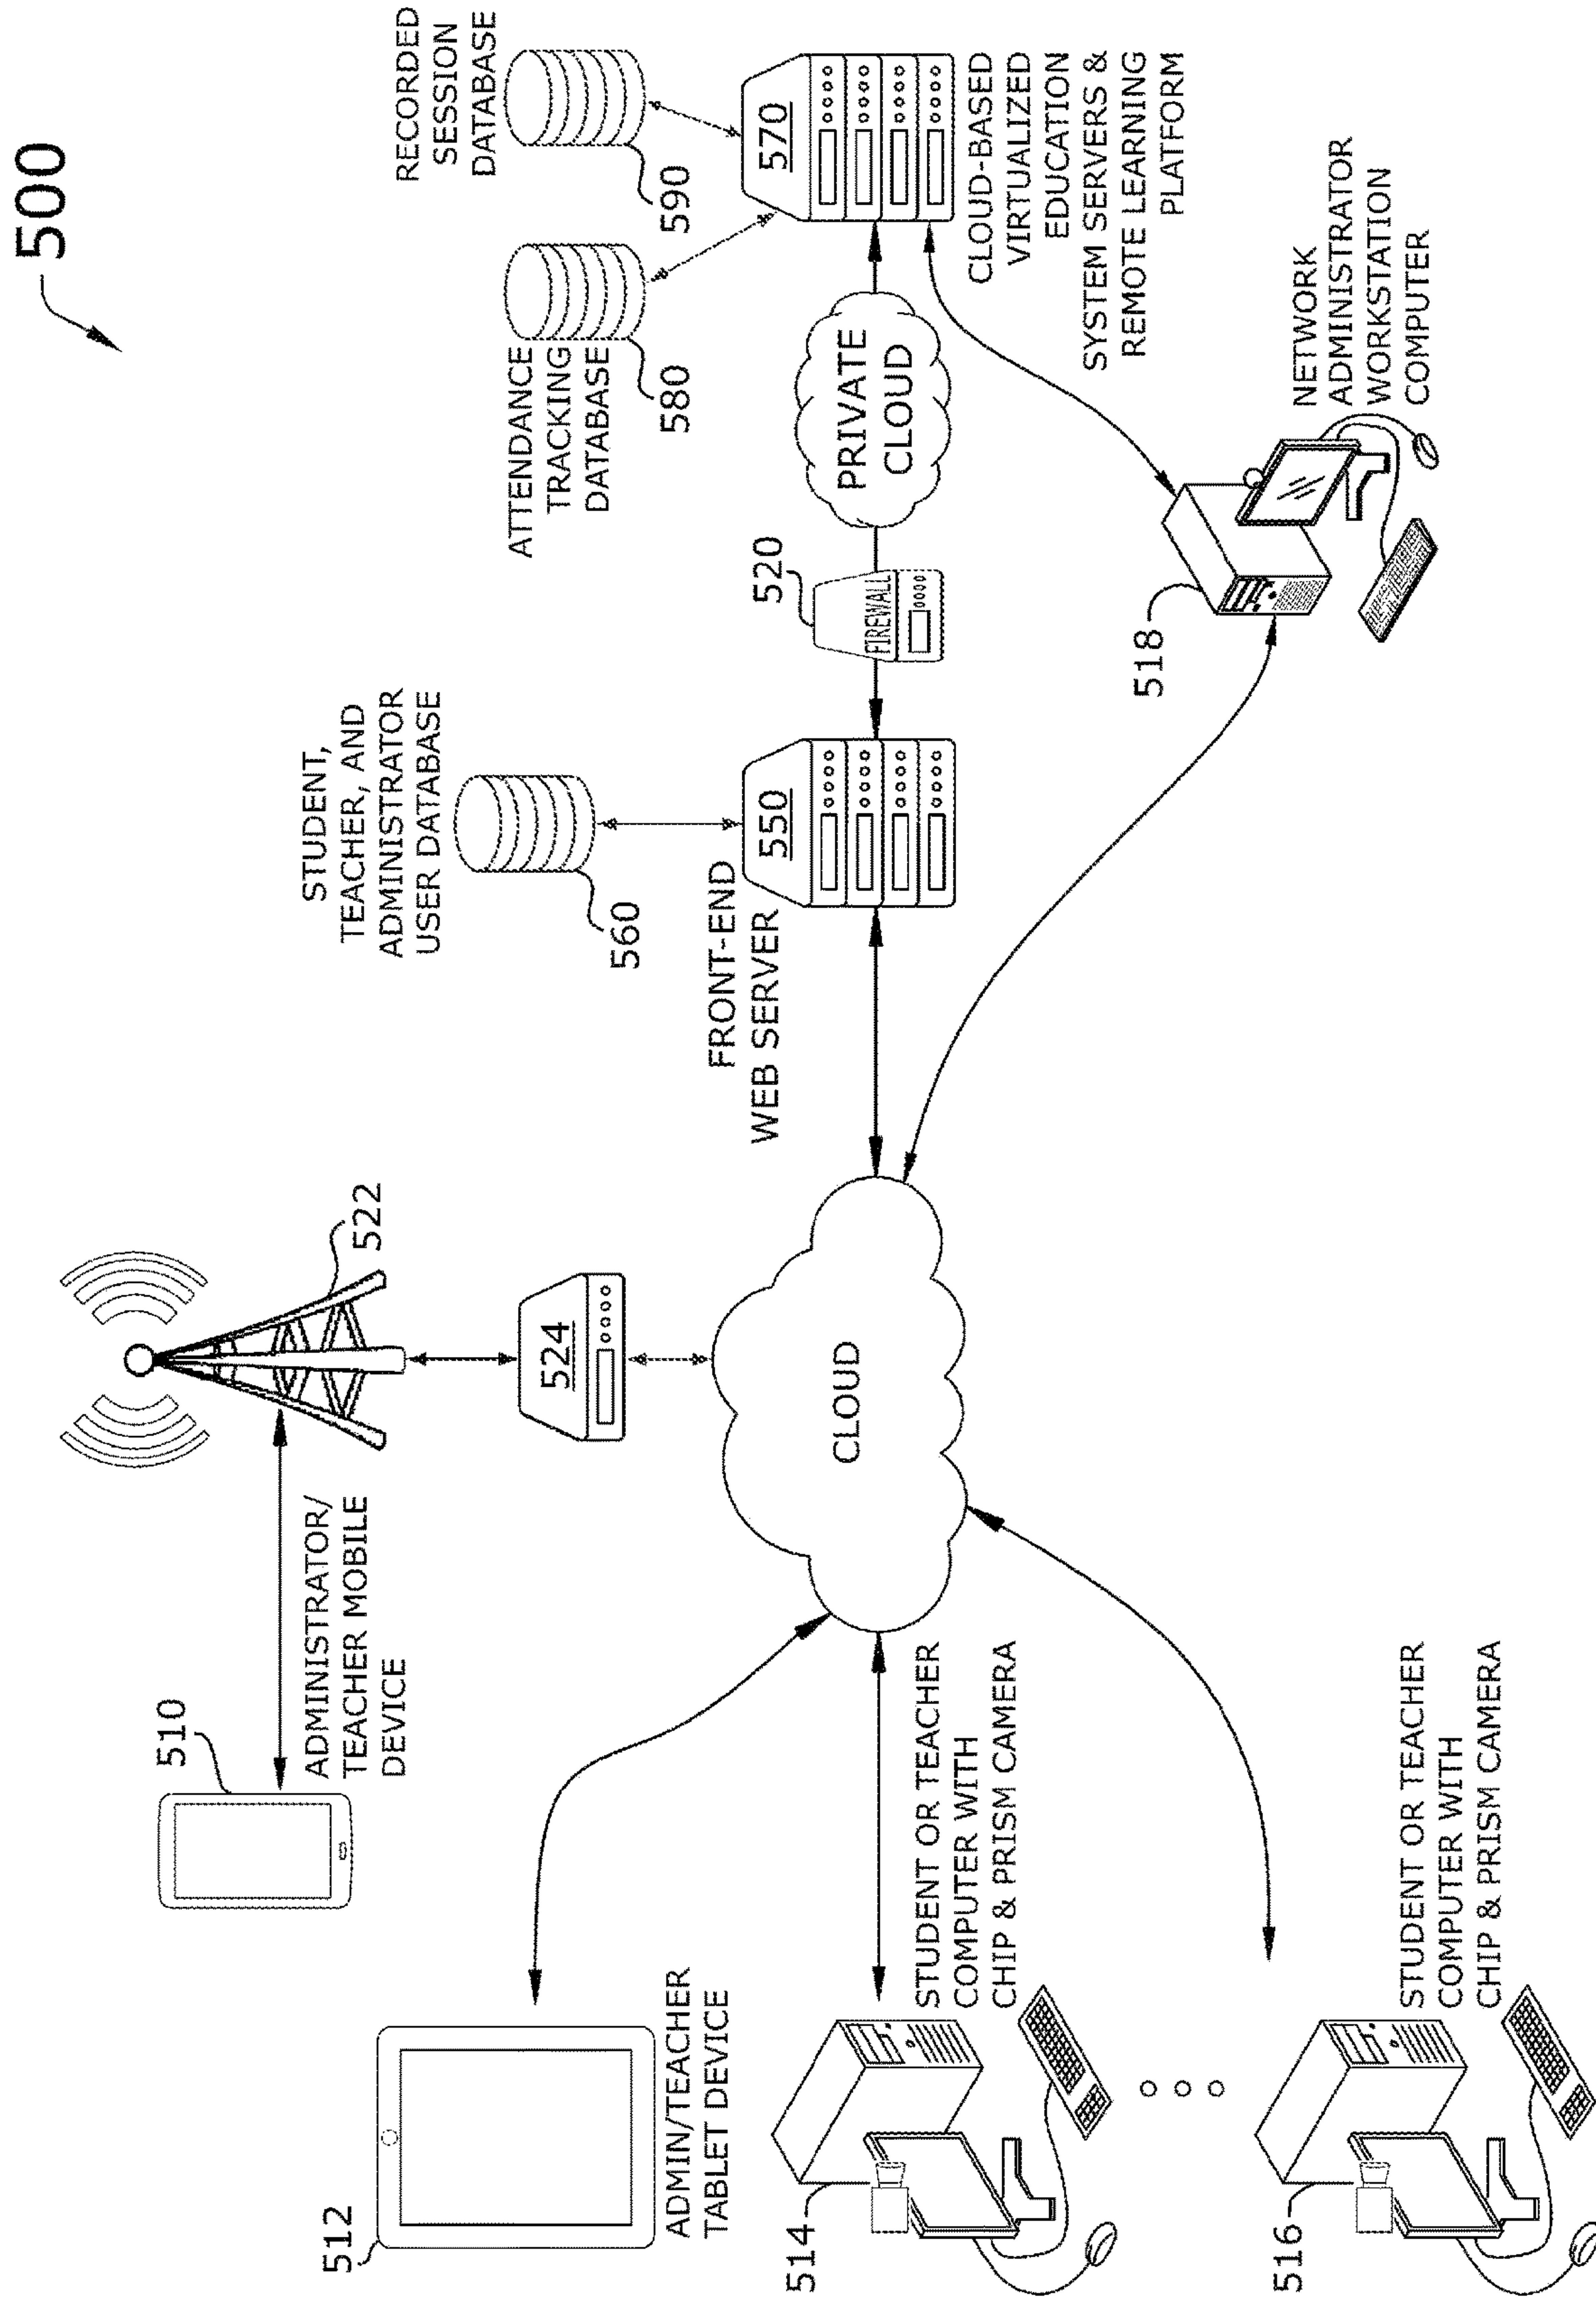 500
510
ADMINISTRATOR/
TEACHER MOBILE
DEVICE
522
524
512
ADMIN/TEACHER
TABLET DEVICE
CLOUD
514
STUDENT OR TEACHER
COMPUTER WITH
CHIP & PRISM CAMERA
516
STUDENT OR TEACHER
COMPUTER WITH
CHIP & PRISM CAMERA
STUDENT,
TEACHER, AND
ADMINISTRATOR
USER DATABASE
560
FRONT-END
WEB SERVER
550
520
FIREWALL
PRIVATE
CLOUD
ATTENDANCE
TRACKING
DATABASE
580
RECORDED
SESSION
DATABASE
590
570
CLOUD-BASED
VIRTUALIZED
EDUCATION
SYSTEM SERVERS &
REMOTE LEARNING
PLATFORM
518
NETWORK
ADMINISTRATOR
WORKSTATION
COMPUTER